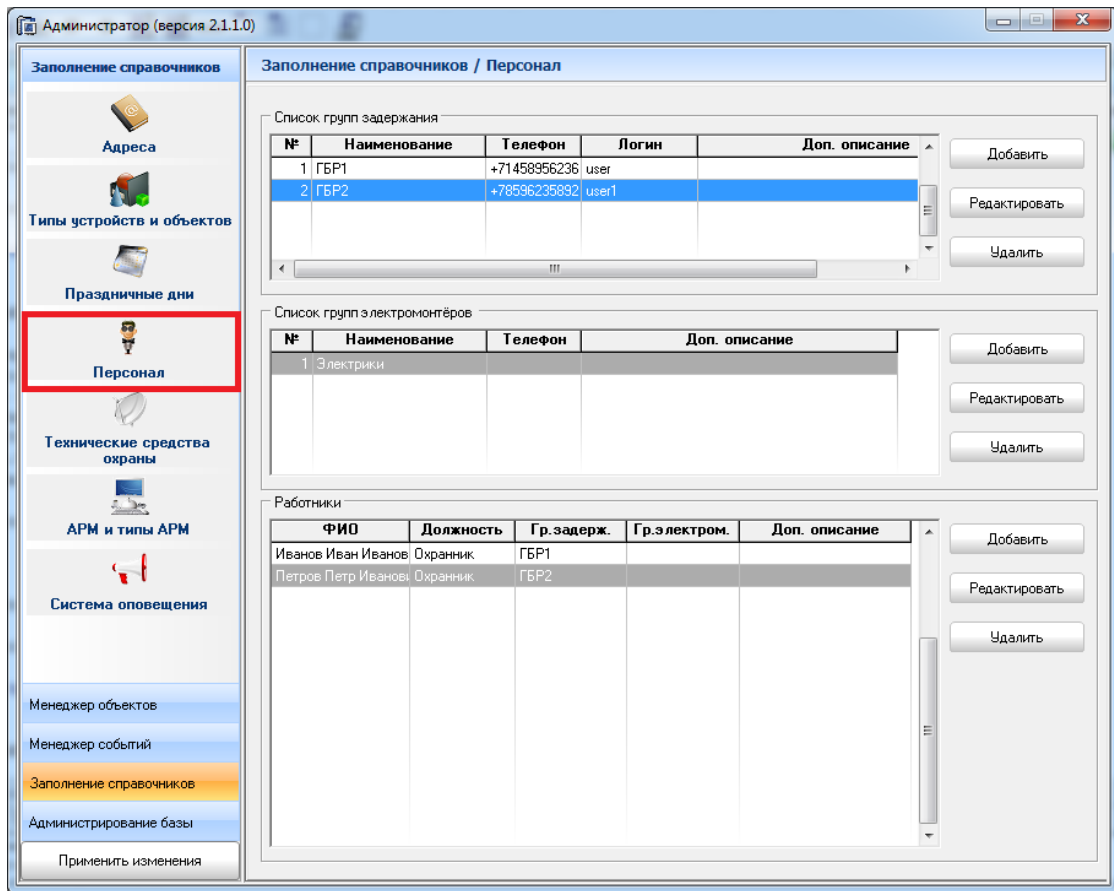 Администратор (версия 2.1.1.0)
Заполнение справочников
Адреса
Типы устройств и объектов
Праздничные дни
Персонал
Технические средства
охраны
АРМ и типы АРМ
Система оповещения
Менеджер объектов
Менеджер событий
Заполнение справочников
Администрирование базы
Применить изменения
Заполнение справочников / Персонал
Список групп задержания
№ Наименование Телефон Логин Доп. описание
1 ГБР1 +71458956236 user
2 ГБР2 +78596235892 user1
Добавить
Редактировать
Удалить
Список групп электромонтёров
№ Наименование Телефон Доп. описание
1 Электрики
Добавить
Редактировать
Удалить
Работники
ФИО Должность Гр.задерж. Гр.электром. Доп. описание
Иванов Иван Иванов Охранник ГБР1
Петров Петр Иванови Охранник ГБР2
Добавить
Редактировать
Удалить